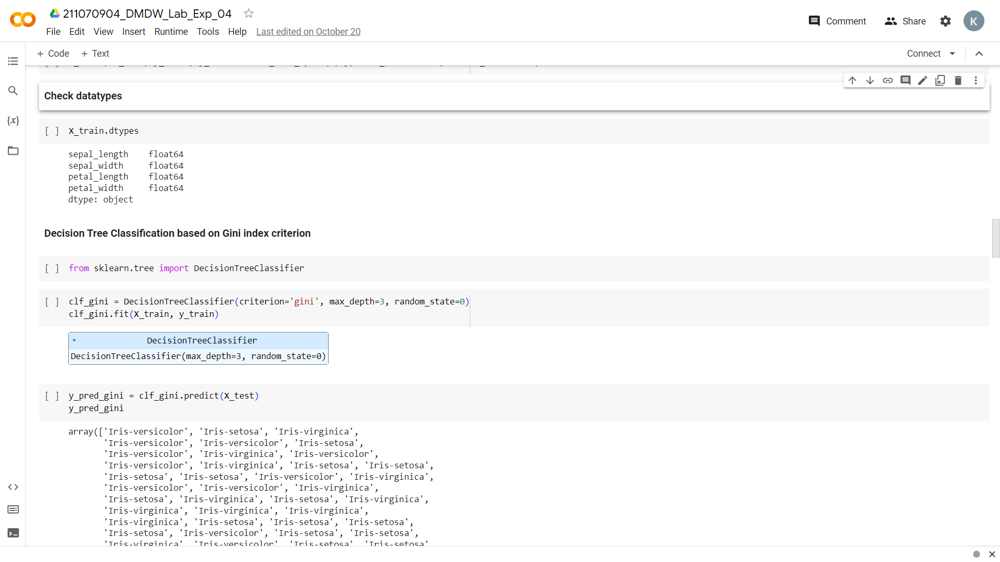 211070904_DMDW_Lab_Exp_04
File Edit View Insert Runtime Tools Help Last edited on October 20
Comment Share K
+ Code + Text
Connect
Check datatypes
[ ] X_train.dtypes
sepal_length float64
sepal_width float64
petal_length float64
petal_width float64
dtype: object
Decision Tree Classification based on Gini index criterion
[ ] from sklearn.tree import DecisionTreeClassifier
[ ] clf_gini = DecisionTreeClassifier(criterion='gini', max_depth=3, random_state=0)
clf_gini.fit(X_train, y_train)
DecisionTreeClassifier
DecisionTreeClassifier(max_depth=3, random_state=0)
[ ] y_pred_gini = clf_gini.predict(X_test)
y_pred_gini
array(['Iris-versicolor', 'Iris-setosa', 'Iris-virginica',
'Iris-versicolor', 'Iris-versicolor', 'Iris-setosa',
'Iris-versicolor', 'Iris-virginica', 'Iris-versicolor',
'Iris-versicolor', 'Iris-virginica', 'Iris-setosa', 'Iris-setosa',
'Iris-setosa', 'Iris-setosa', 'Iris-versicolor', 'Iris-virginica',
'Iris-versicolor', 'Iris-versicolor', 'Iris-virginica',
'Iris-setosa', 'Iris-virginica', 'Iris-setosa', 'Iris-virginica',
'Iris-virginica', 'Iris-virginica', 'Iris-virginica',
'Iris-virginica', 'Iris-setosa', 'Iris-setosa', 'Iris-setosa',
'Iris-setosa', 'Iris-versicolor', 'Iris-setosa', 'Iris-setosa',
'Iris-virginica', 'Iris-versicolor', 'Iris-setosa', 'Iris-setosa'